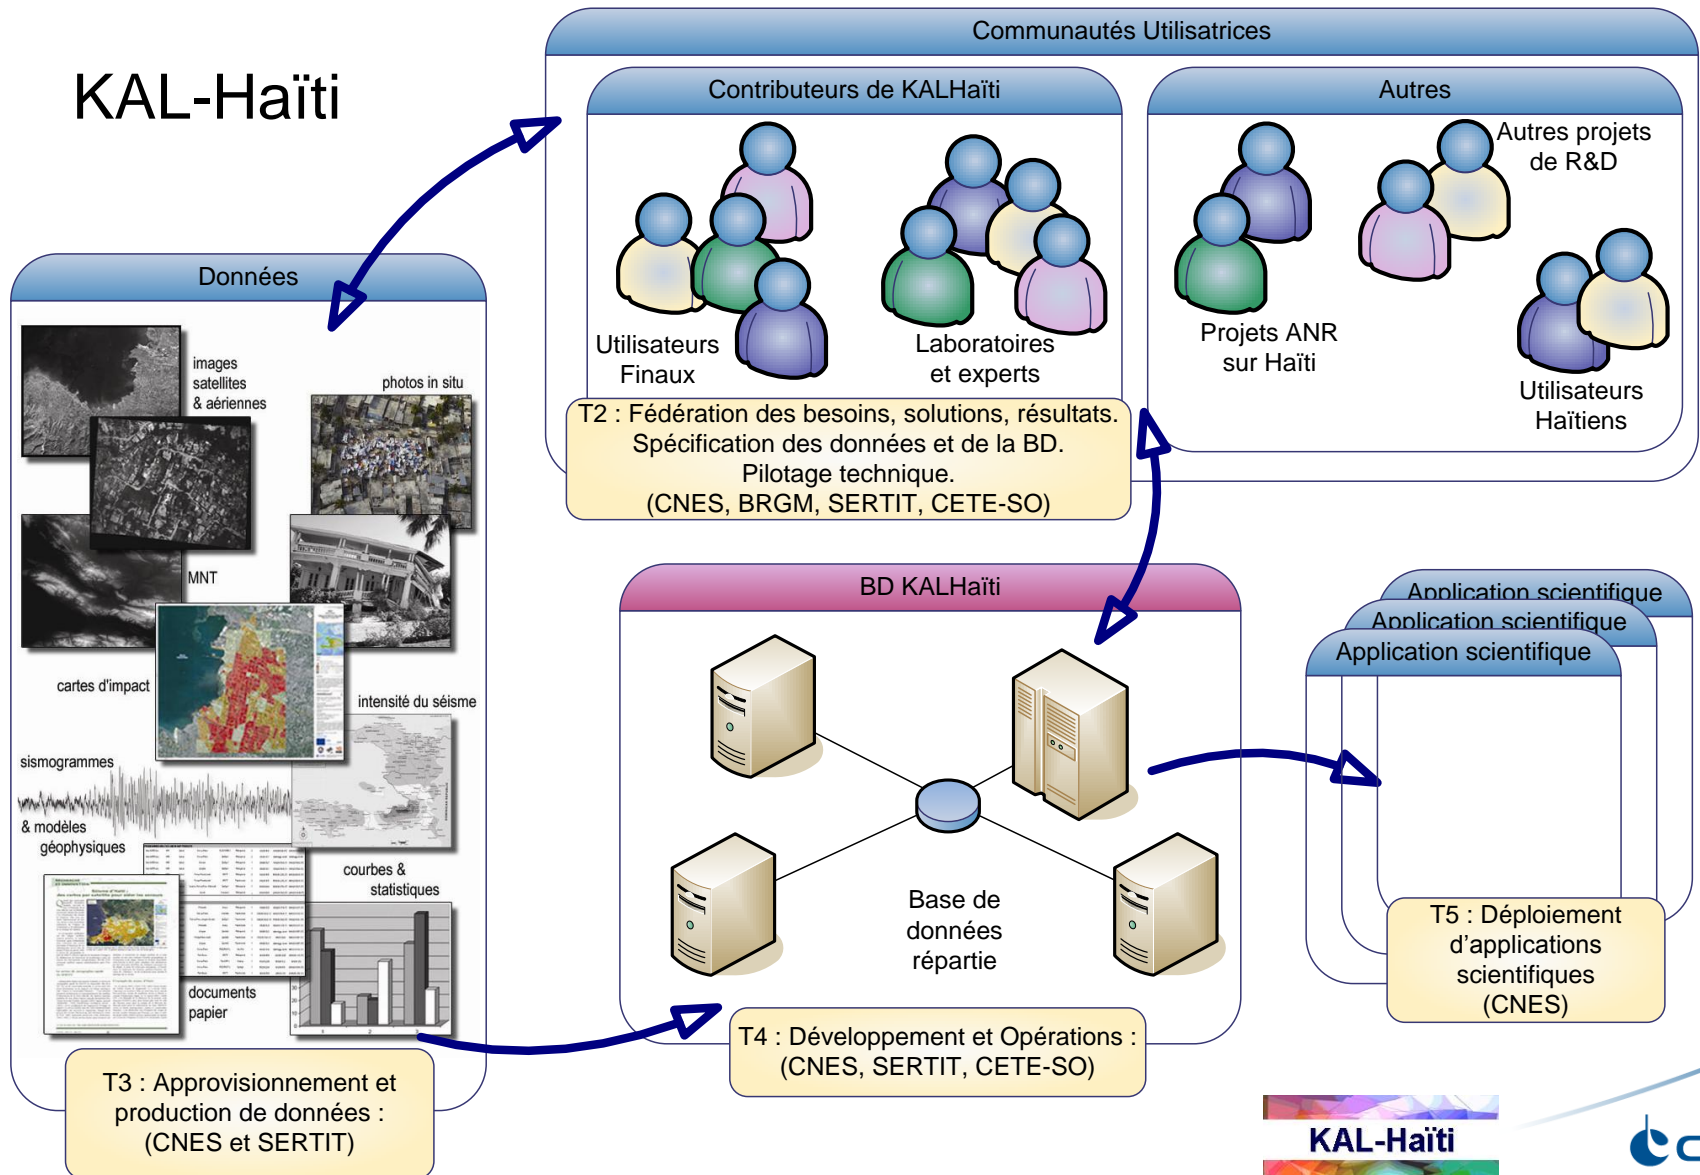 KAL-Haïti
Communautés Utilisatrices
Contributeurs de KALHaïti
Autres
Autres projets
de R&D
Utilisateurs
Finaux
Laboratoires
et experts
Projets ANR
sur Haïti
Utilisateurs
Haïtiens
T2 : Fédération des besoins, solutions, résultats.
Spécification des données et de la BD.
Pilotage technique.
(CNES, BRGM, SERTIT, CETE-SO)
Données
images
satellites
& aériennes
photos in situ
MNT
cartes d'impact
intensité du séisme
sismogrammes
& modèles
géophysiques
courbes &
statistiques
documents
papier
T3 : Approvisionnement et
production de données :
(CNES et SERTIT)
BD KALHaïti
Base de
données
répartie
T4 : Développement et Opérations :
(CNES, SERTIT, CETE-SO)
Application scientifique
Application scientifique
Application scientifique
T5 : Déploiement
d'applications
scientifiques
(CNES)
KAL-Haïti